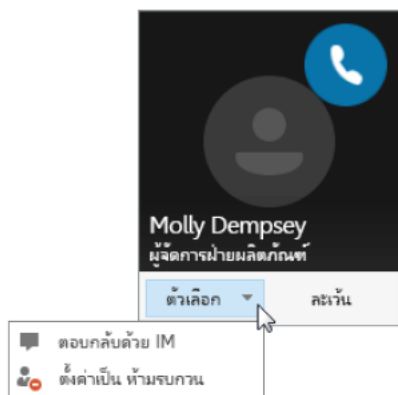 Molly Dempsey
ผู้จัดการฝ่ายผลิตภัณฑ์
ตัวเลือก ละเว้น
ตอบกลับด้วย IM
ตั้งค่าเป็น ห้ามรบกวน